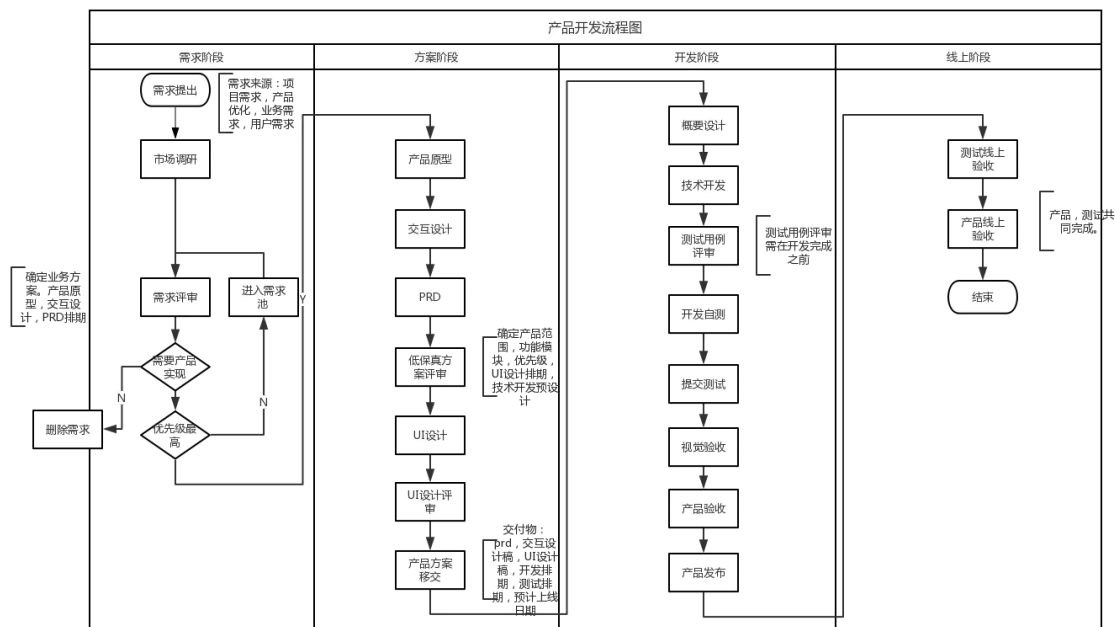 产品开发流程图
需求阶段
方案阶段
开发阶段
线上阶段
需求提出
需求来源：项
目需求，产品
优化，业务需
求，用户需求
市场调研
确定业务方
案。产品原
型，交互设
计，PRD排期
需求评审
进入需求
池
Y
需要产品
实现
N
N
删除需求
优先级最
高
产品原型
交互设计
PRD
低保真方
案评审
确定产品范
围，功能模
块，优先级，
UI设计排期，
技术开发预设
计
UI设计
UI设计评
审
产品方案
移交
交付物：
prd，交互设
计稿，UI设计
稿，开发排
期，测试排
期，预计上线
日期
概要设计
技术开发
测试用例
评审
测试用例评审
需在开发完成
之前
开发自测
提交测试
视觉验收
产品验收
产品发布
测试线上
验收
产品线上
验收
产品，测试共
同完成。
结束